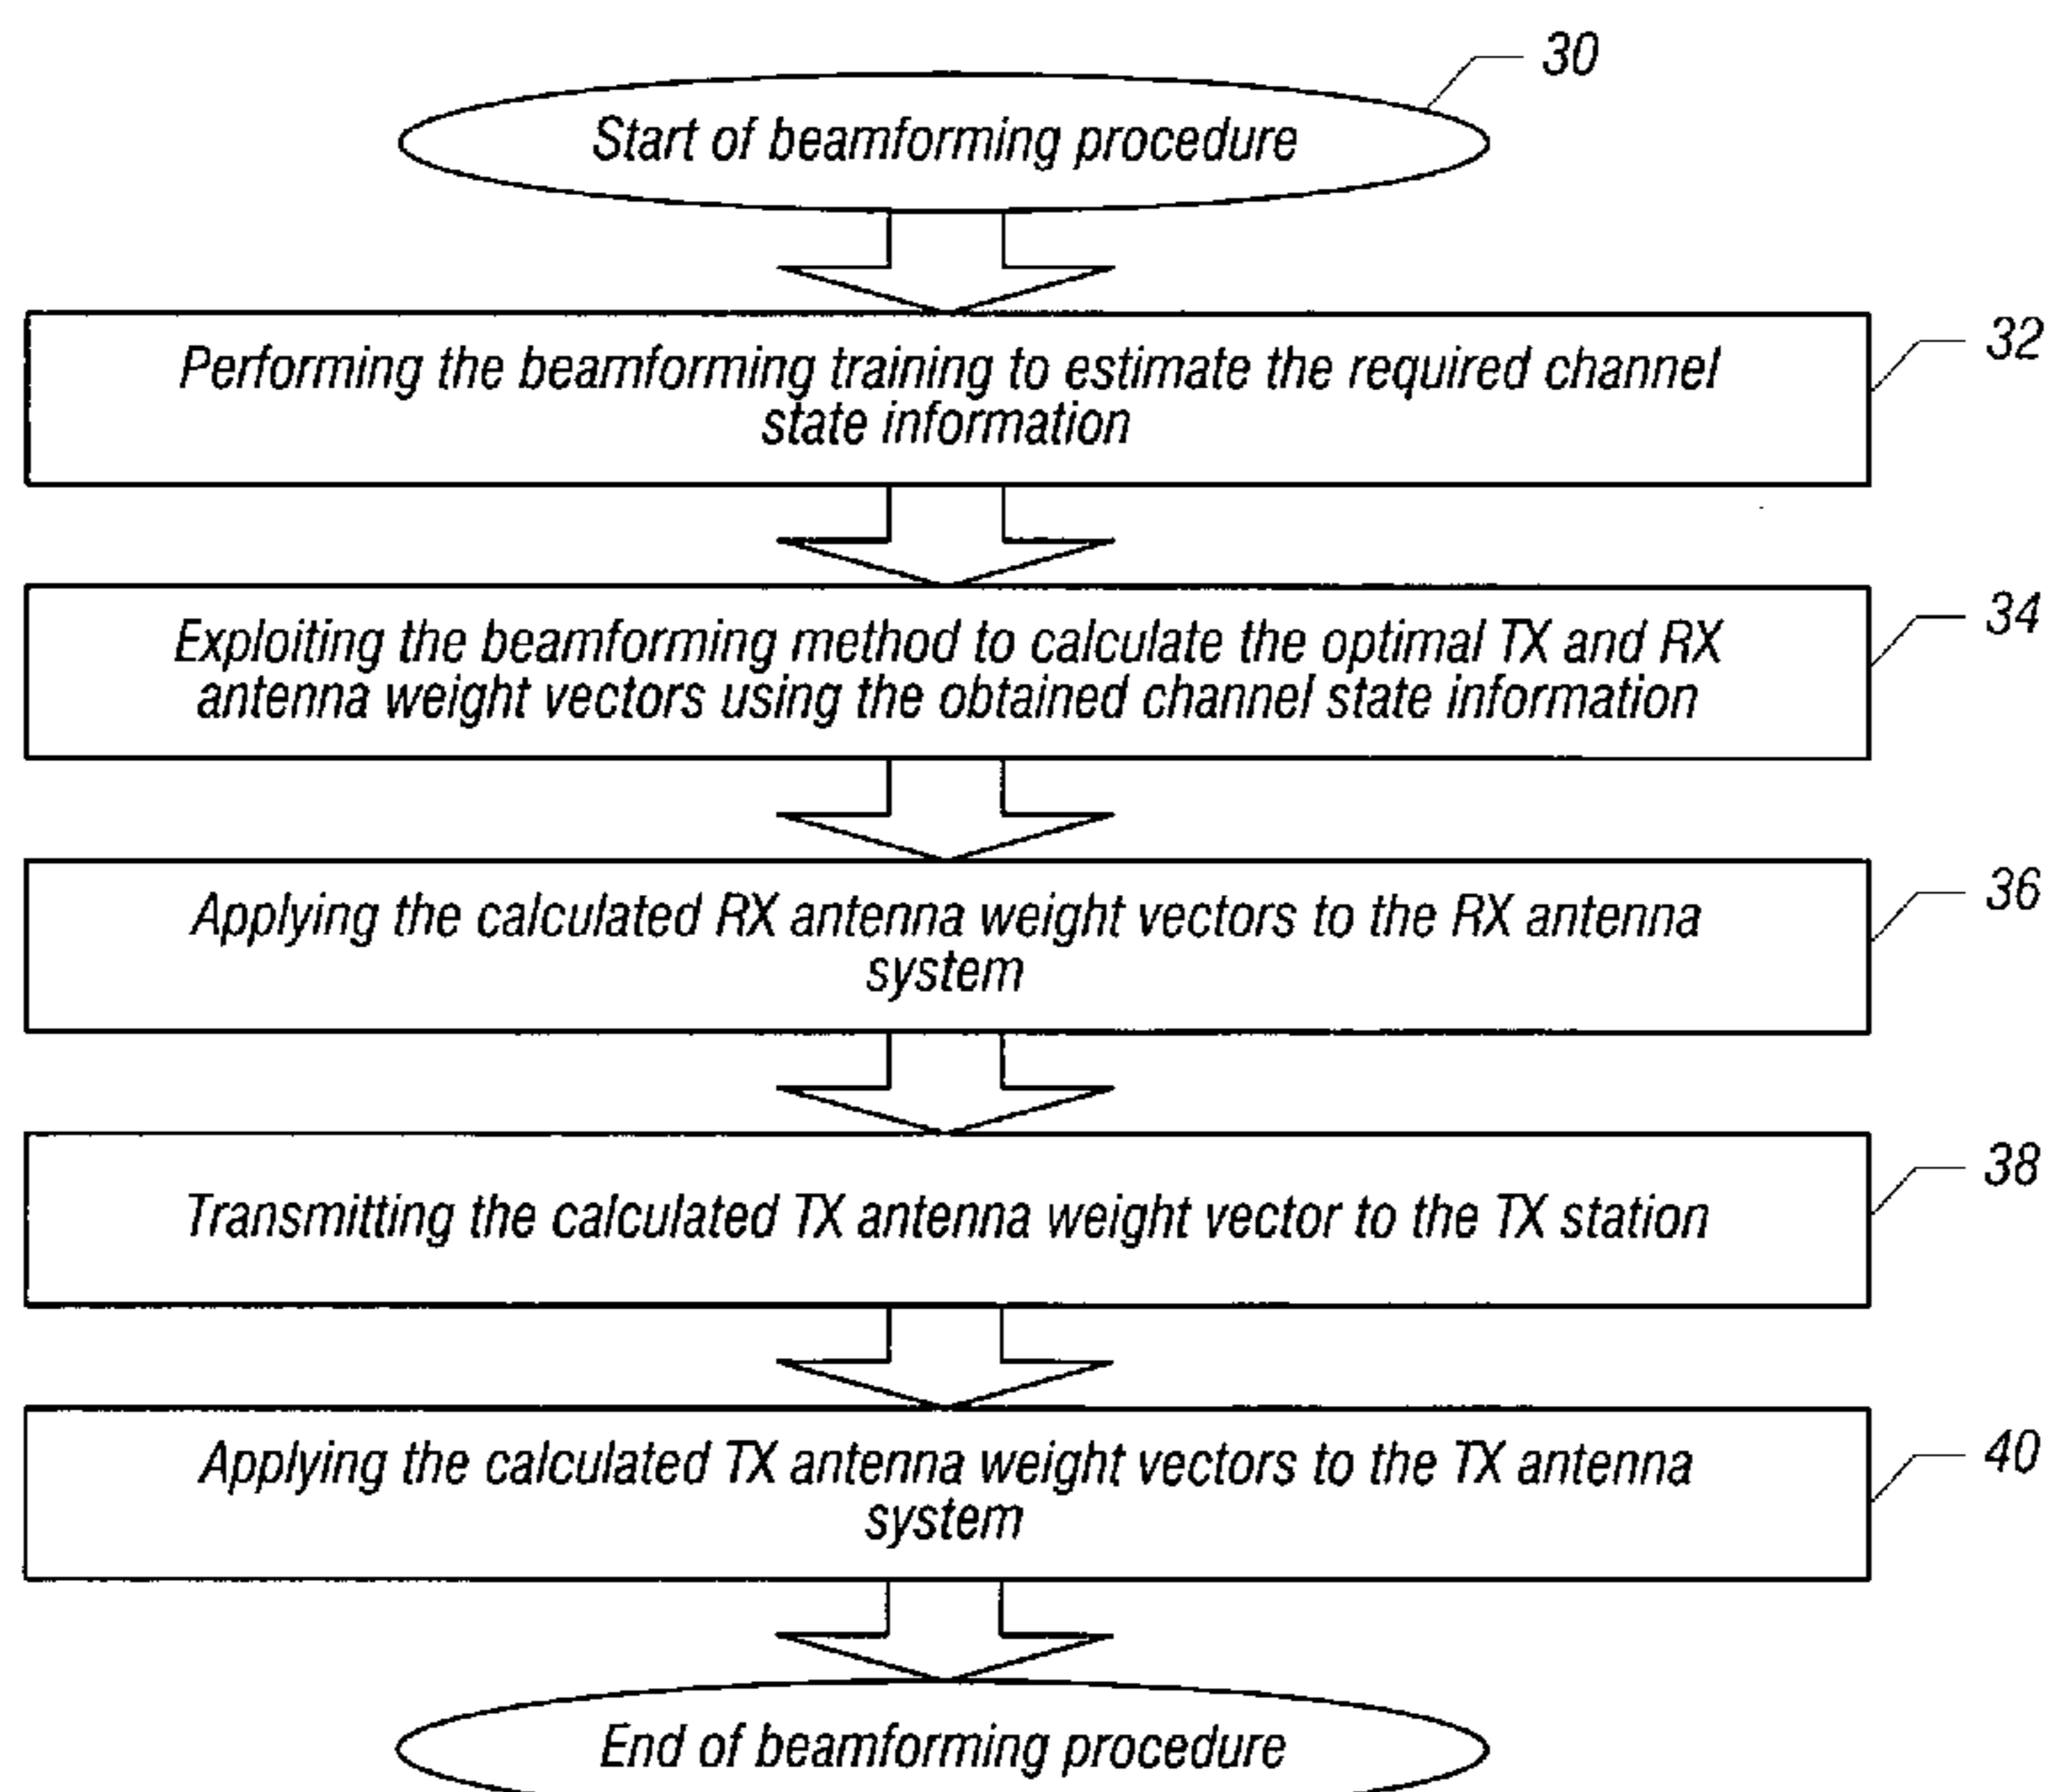 30
Start of beamforming procedure
32
Performing the beamforming training to estimate the required channel
state information
34
Exploiting the beamforming method to calculate the optimal TX and RX
antenna weight vectors using the obtained channel state information
36
Applying the calculated RX antenna weight vectors to the RX antenna
system
38
Transmitting the calculated TX antenna weight vector to the TX station
40
Applying the calculated TX antenna weight vectors to the TX antenna
system
End of beamforming procedure